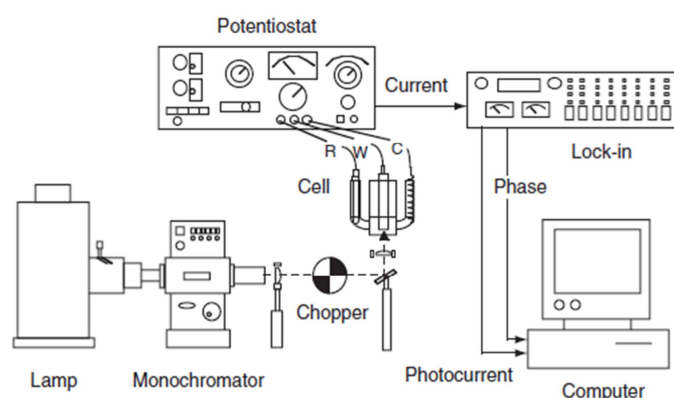 Potentiostat
Current
Lock-in
R W C
Cell
Phase
Chopper
Lamp
Monochromator
Photocurrent
Computer